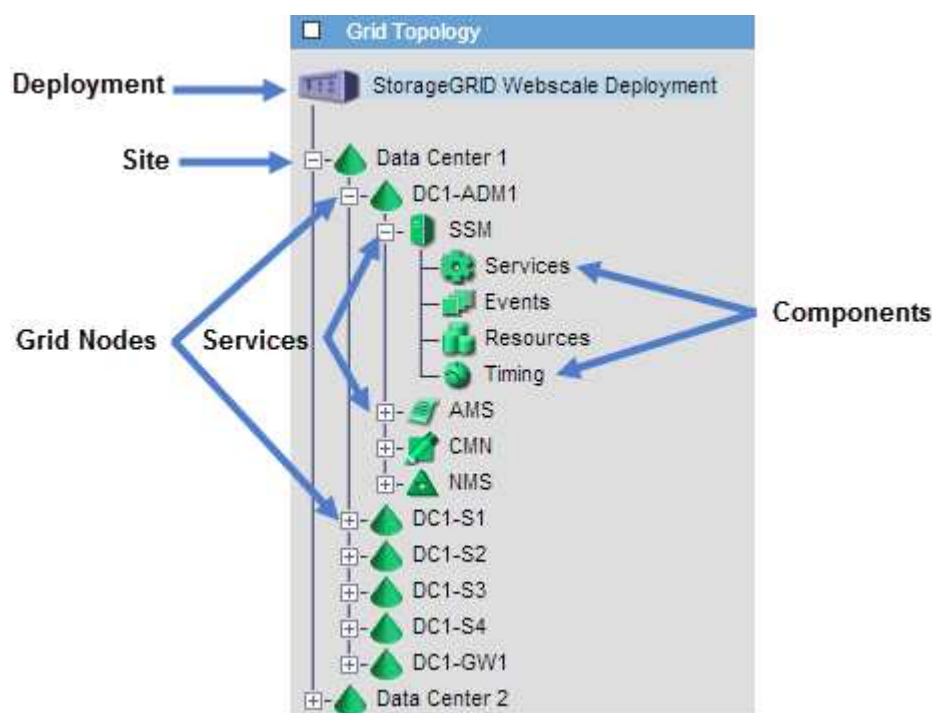 Grid Topology
Deployment
StorageGRID Webscale Deployment
Site
Data Center 1
DC1-ADM1
SSM
Services
Events
Components
Grid Nodes
Services
Resources
Timing
AMS
CMN
NMS
DC1-S1
DC1-S2
DC1-S3
DC1-S4
DC1-GW1
Data Center 2